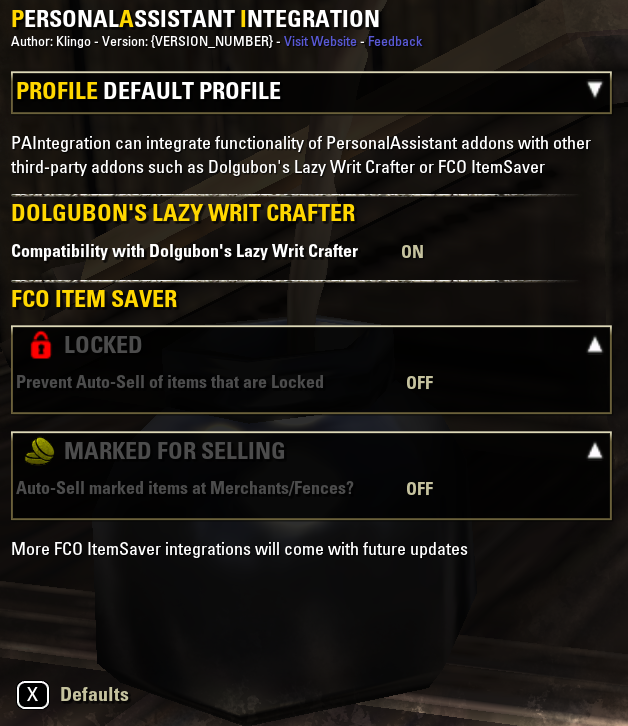 PERSONALASSISTANT INTEGRATION
Author: Klingo - Version: {VERSION_NUMBER} - Visit Website - Feedback
PROFILE DEFAULT PROFILE
PAIntegration can integrate functionality of PersonalAssistant addons with other
third-party addons such as Dolgubon's Lazy Writ Crafter or FCO ItemSaver
DOLGUBON'S LAZY WRIT CRAFTER
Compatibility with Dolgubon's Lazy Writ Crafter ON
FCO ITEM SAVER
LOCKED
Prevent Auto-Sell of items that are Locked OFF
MARKED FOR SELLING
Auto-Sell marked items at Merchants/Fences? OFF
More FCO ItemSaver integrations will come with future updates
X Defaults